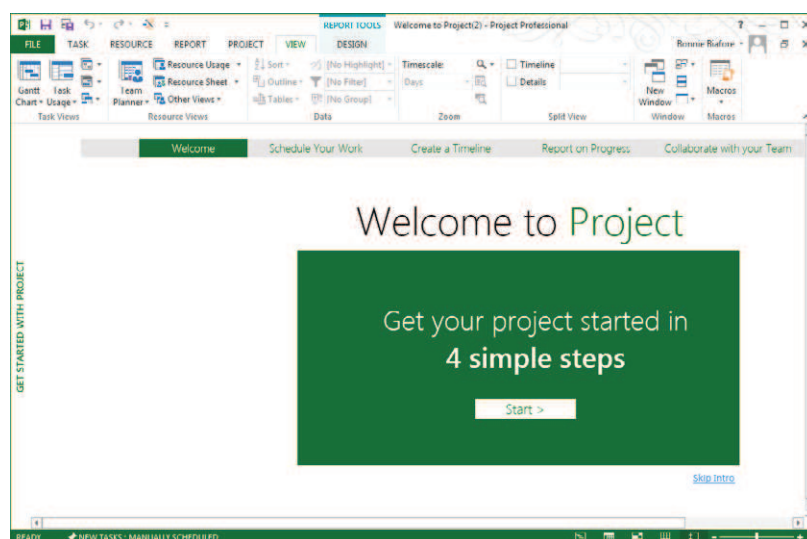 REPORT TOOLS Welcome to Project(2) - Project Professional ?
FILE TASK RESOURCE REPORT PROJECT VIEW DESIGN Bonnie Biafore
Gantt Chart
Task Usage
Team Planner
Resource Usage
Resource Sheet
Other Views
Sort
Outline
Tables
[No Highlight]
[No Filter]
[No Group]
Timescale:
Days
Timeline
Details
New Window
Macros
Task Views Resource Views Data Zoom Split View Window Macros
Welcome Schedule Your Work Create a Timeline Report on Progress Collaborate with your Team
GET STARTED WITH PROJECT
Welcome to Project
Get your project started in
4 simple steps
Start >
Skip Intro
READY NEW TASKS : MANUALLY SCHEDULED